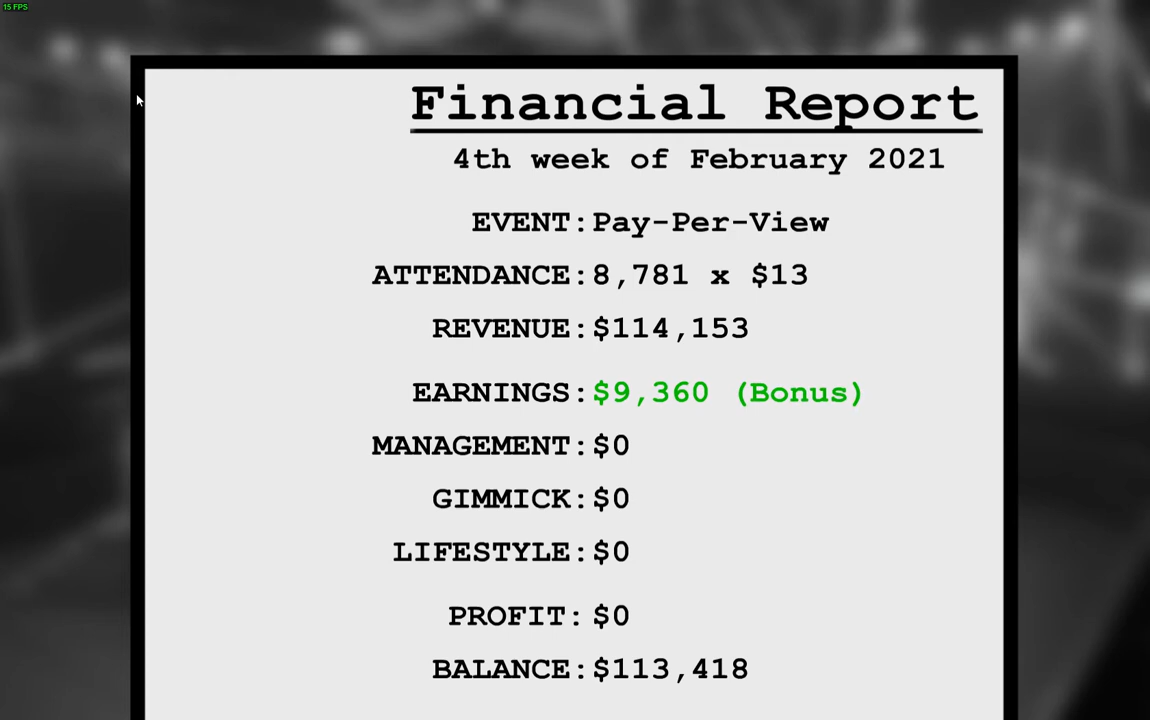 15 FPS
Financial Report
4th week of February 2021
EVENT: Pay-Per-View
ATTENDANCE: 8,781 x $13
REVENUE: $114,153
EARNINGS: $9,360 (Bonus)
MANAGEMENT: $0
GIMMICK: $0
LIFESTYLE: $0
PROFIT: $0
BALANCE: $113,418